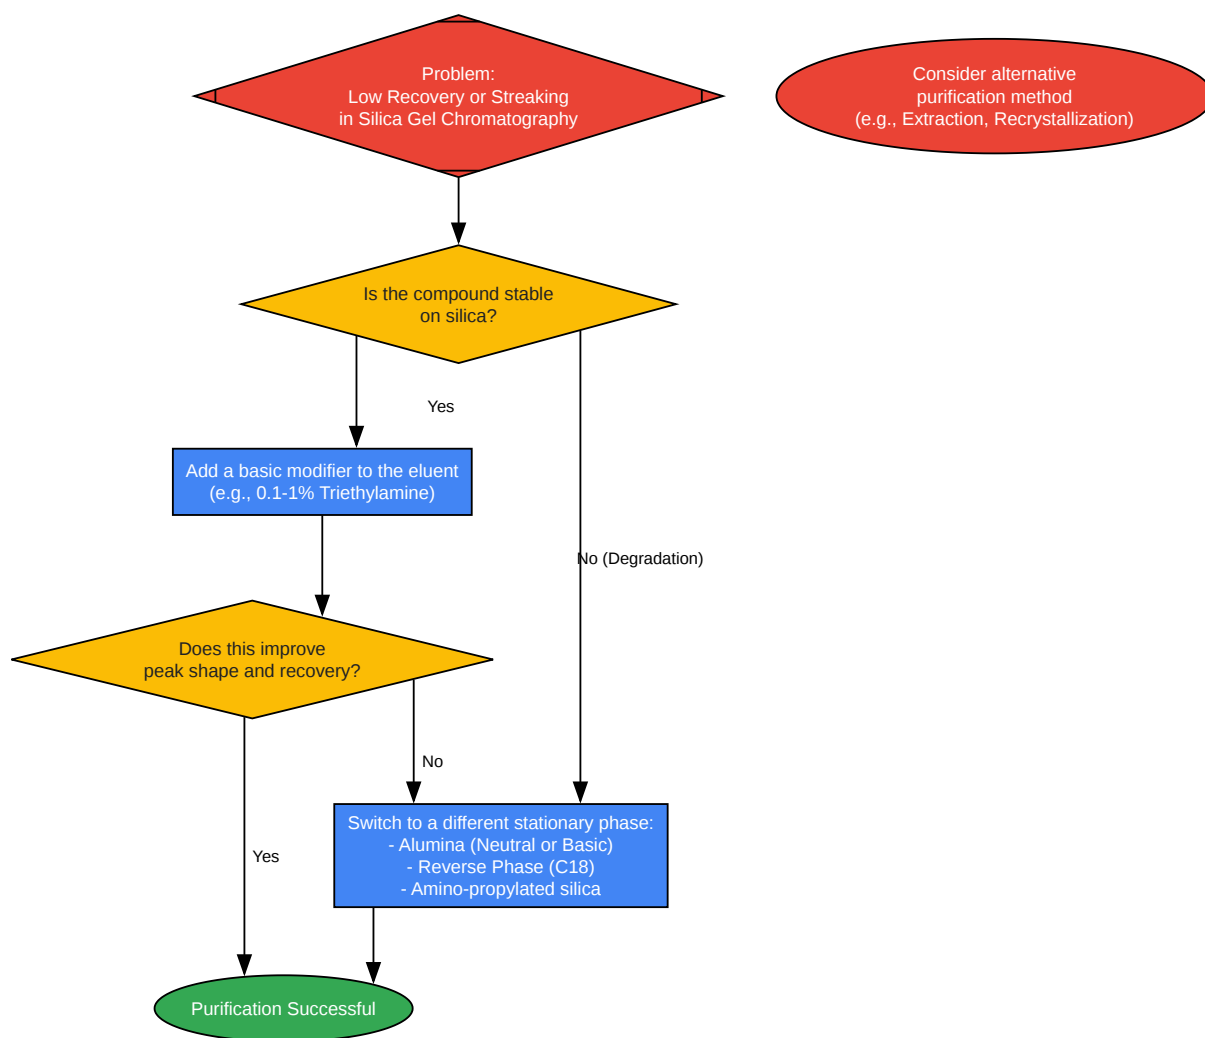 Problem:
Low Recovery or Streaking
in Silica Gel Chromatography
Consider alternative
purification method
(e.g., Extraction, Recrystallization)
Is the compound stable
on silica?
Yes
Add a basic modifier to the eluent
(e.g., 0.1-1% Triethylamine)
No (Degradation)
Does this improve
peak shape and recovery?
No
Switch to a different stationary phase:
- Alumina (Neutral or Basic)
- Reverse Phase (C18)
- Amino-propylated silica
Yes
Purification Successful